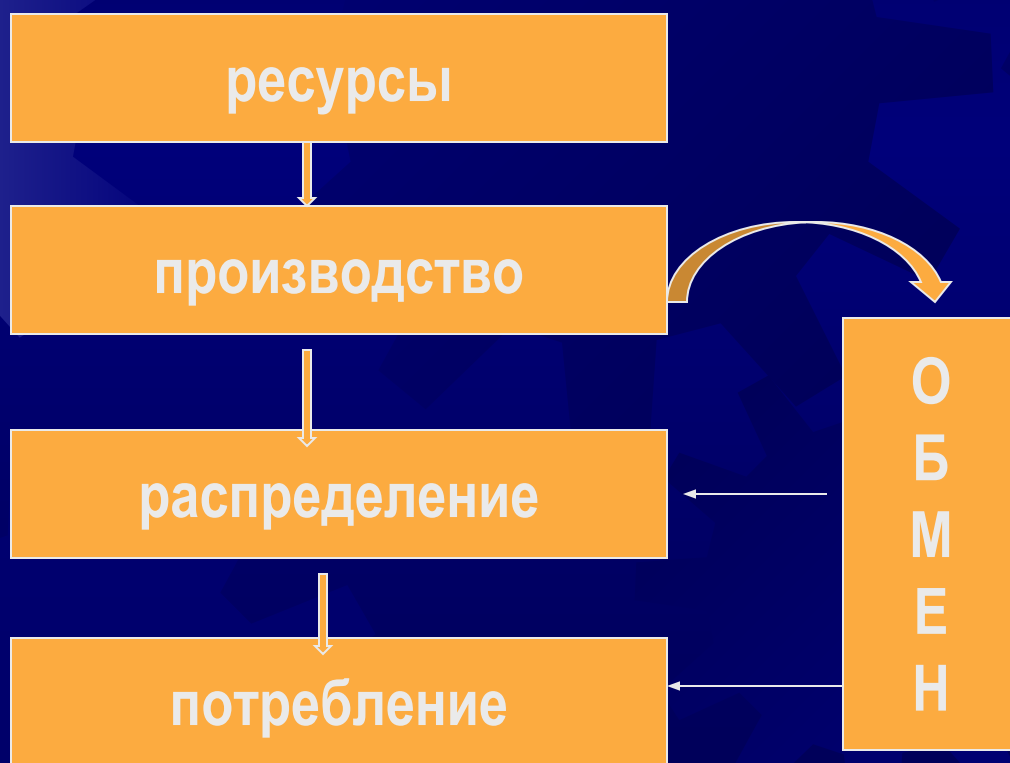 ресурсы
производство
распределение
потребление
О
Б
М
Е
Н